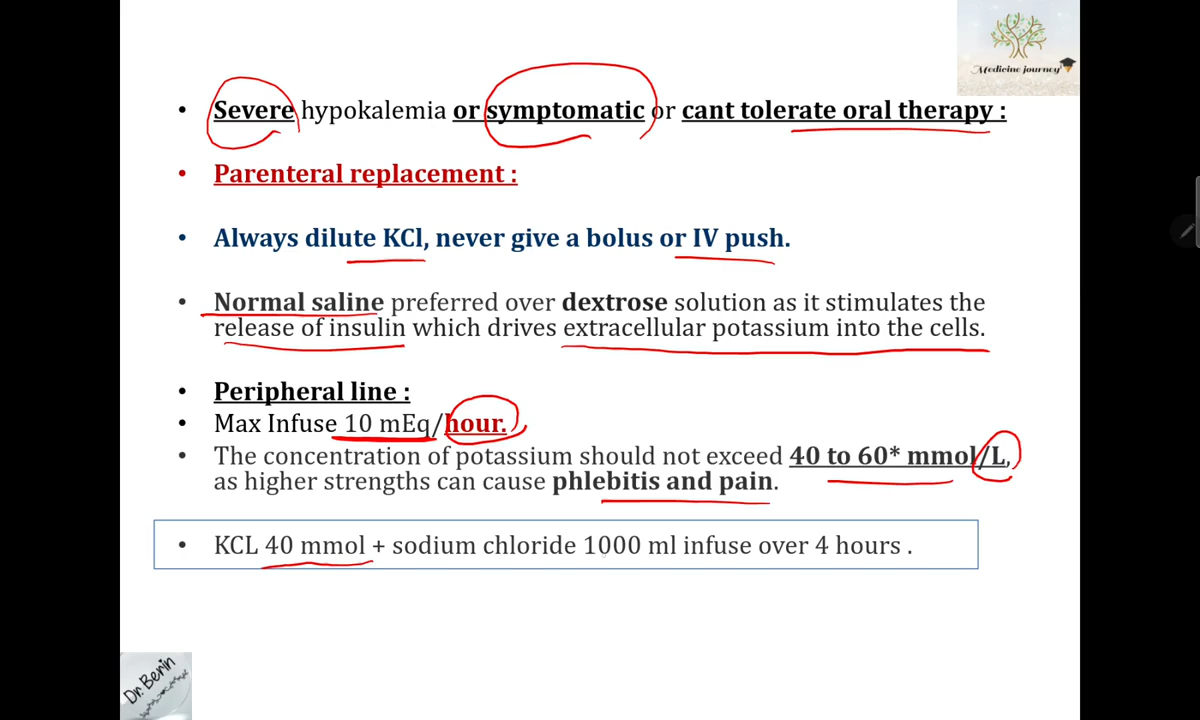 Medicine journey
• Severe hypokalemia or symptomatic or cant tolerate oral therapy :
• Parenteral replacement :
• Always dilute KCl, never give a bolus or IV push.
• Normal saline preferred over dextrose solution as it stimulates the
release of insulin which drives extracellular potassium into the cells.
• Peripheral line :
• Max Infuse 10 mEq/hour.
• The concentration of potassium should not exceed 40 to 60* mmol/L,
as higher strengths can cause phlebitis and pain.
• KCL 40 mmol + sodium chloride 1000 ml infuse over 4 hours .
Dr. Berin